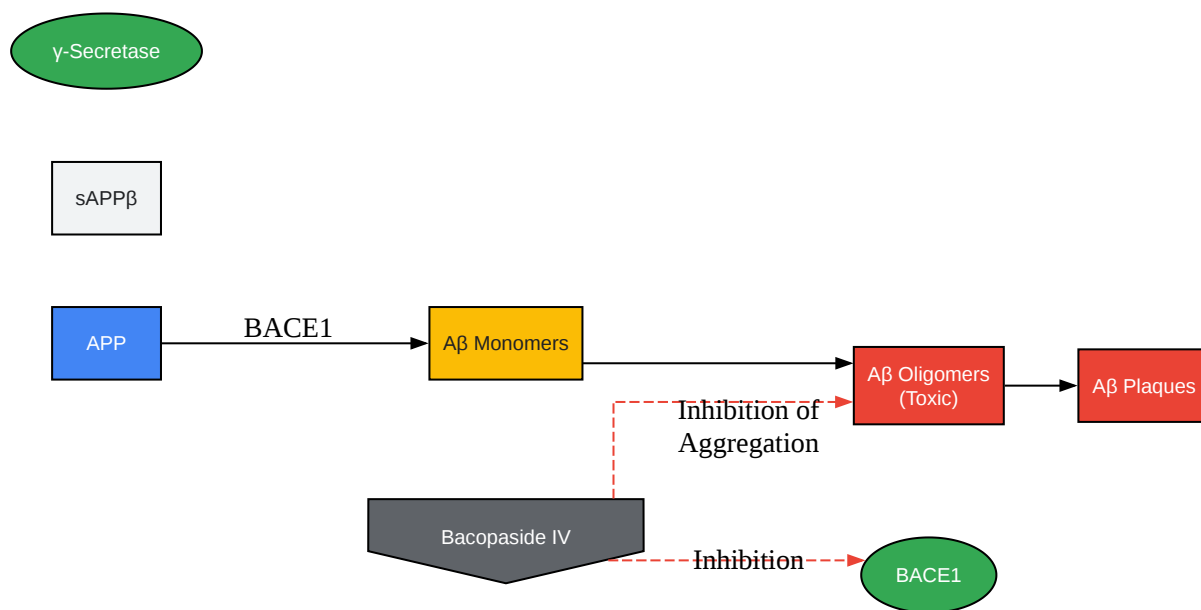 γ-Secretase
sAPPβ
APP
BACE1
Aβ Monomers
Aβ Oligomers
(Toxic)
Aβ Plaques
Inhibition of
Aggregation
Bacopaside IV
Inhibition
BACE1